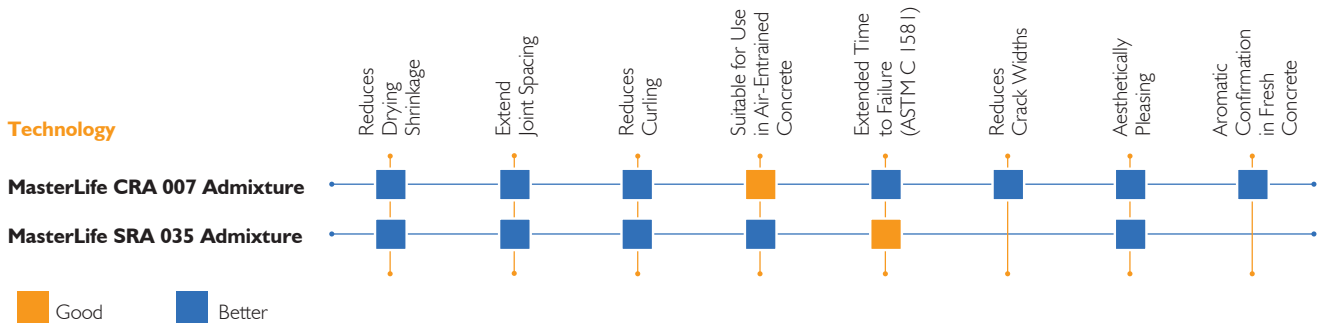 Reduces
Drying
Shrinkage
Extend
Joint Spacing
Reduces
Curling
Suitable for Use
in Air-Entrained
Concrete
Extended Time
to Failure
(ASTM C 1581)
Reduces
Crack Widths
Aesthetically
Pleasing
Aromatic
Confirmation
in Fresh
Concrete
Technology
MasterLife CRA 007 Admixture
MasterLife SRA 035 Admixture
Good
Better